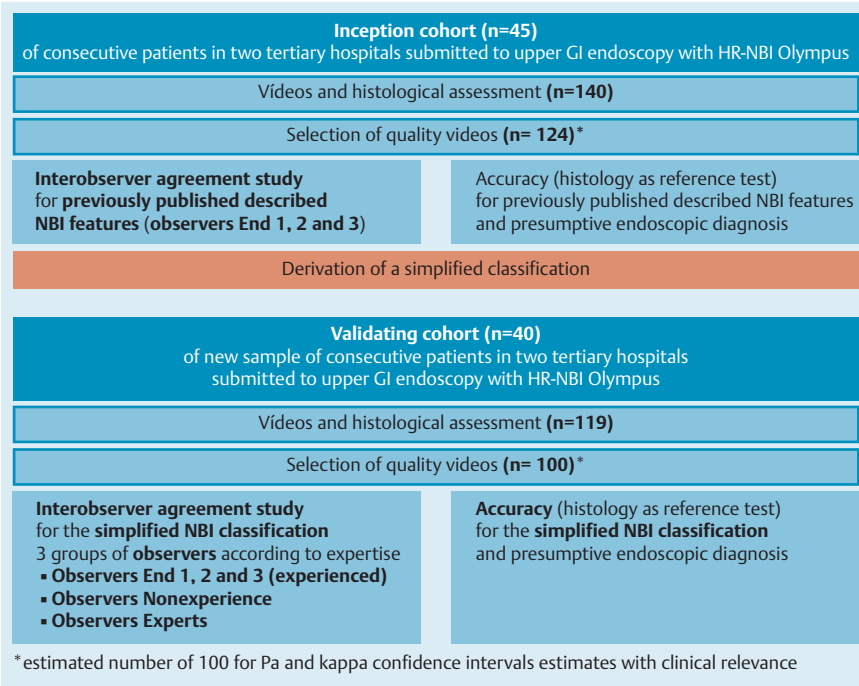 Inception cohort (n=45)
of consecutive patients in two tertiary hospitals submitted to upper GI endoscopy with HR-NBI Olympus
Vídeos and histological assessment (n=140)
Selection of quality videos (n= 124)*
Interobserver agreement study
for previously published described
NBI features (observers End 1, 2 and 3)
Accuracy (histology as reference test)
for previously published described NBI features
and presumptive endoscopic diagnosis
Derivation of a simplified classification
Validating cohort (n=40)
of new sample of consecutive patients in two tertiary hospitals
submitted to upper GI endoscopy with HR-NBI Olympus
Vídeos and histological assessment (n=119)
Selection of quality videos (n= 100)*
Interobserver agreement study
for the simplified NBI classification
3 groups of observers according to expertise
▪ Observers End 1, 2 and 3 (experienced)
▪ Observers Nonexperience
▪ Observers Experts
Accuracy (histology as reference test)
for the simplified NBI classification
and presumptive endoscopic diagnosis
*estimated number of 100 for Pa and kappa confidence intervals estimates with clinical relevance